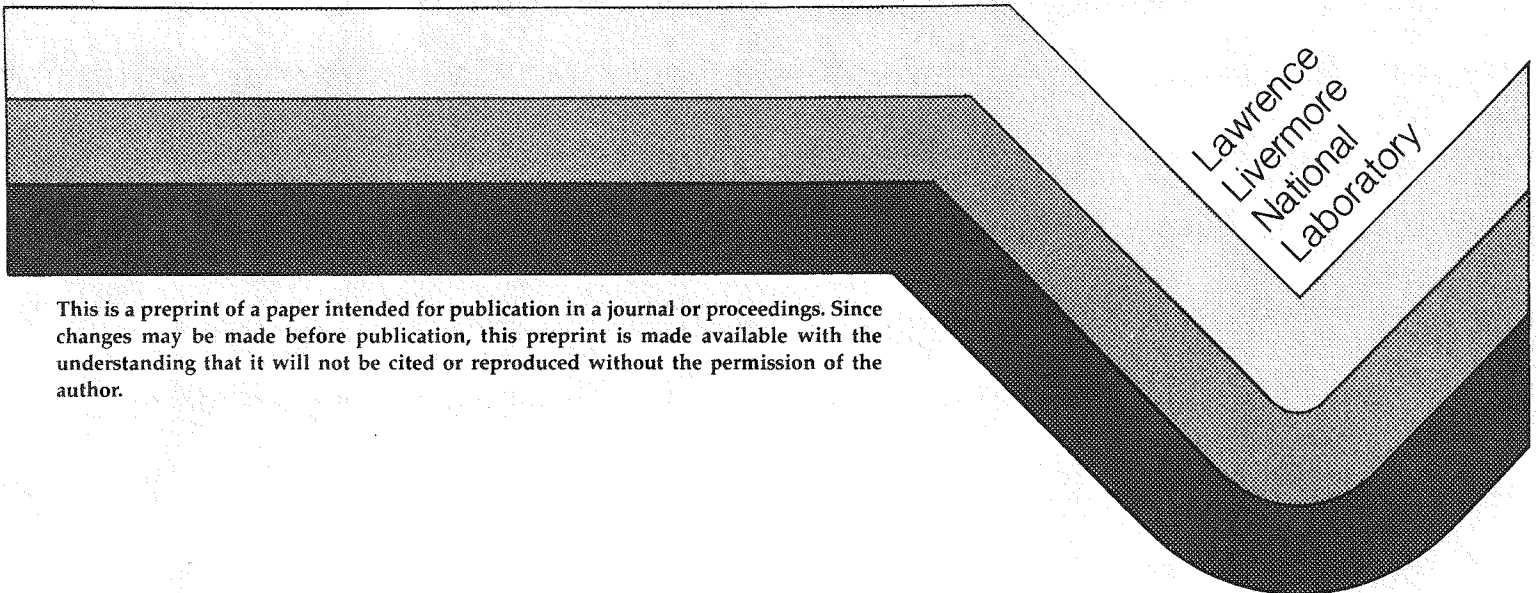 Lawrence
Livermore
National
Laboratory
This is a preprint of a paper intended for publication in a journal or proceedings. Since
changes may be made before publication, this preprint is made available with the
understanding that it will not be cited or reproduced without the permission of the
author.